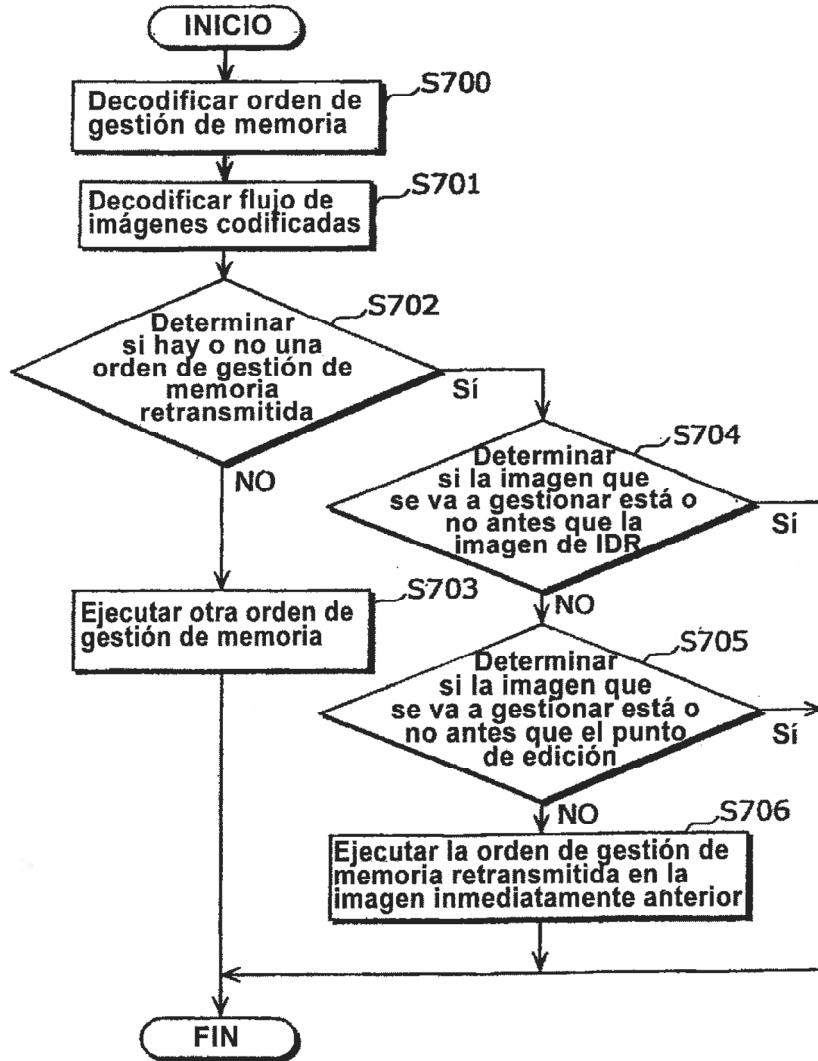 INICIO
S700
Decodificar orden de
gestión de memoria
S701
Decodificar flujo de
imágenes codificadas
S702
Determinar
si hay o no una
orden de gestión de
memoria
retransmitida
Sí
NO
S704
Determinar
si la imagen que
se va a gestionar está o
no antes que la
imagen de IDR
Sí
NO
S703
Ejecutar otra orden de
gestión de memoria
S705
Determinar
si la imagen que
se va a gestionar está o
no antes que el punto
de edición
Sí
NO
S706
Ejecutar la orden de gestión de
memoria retransmitida en la
imagen inmediatamente anterior
FIN